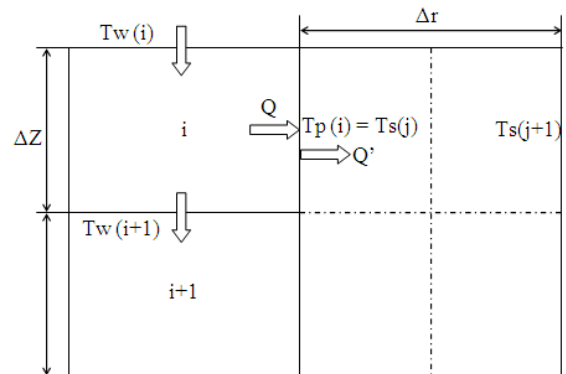 Δr
Tw (i)
Q
Tp (i) = Ts(j)
Ts(j+1)
i
ΔZ
Q’
Tw (i+1)
i+1